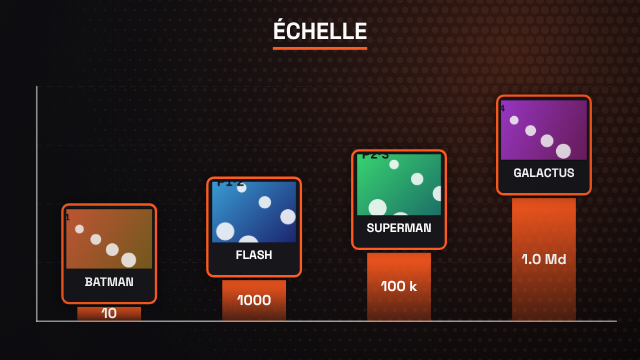 ÉCHELLE
BATMAN
10
FLASH
1000
SUPERMAN
100 k
GALACTUS
1.0 Md